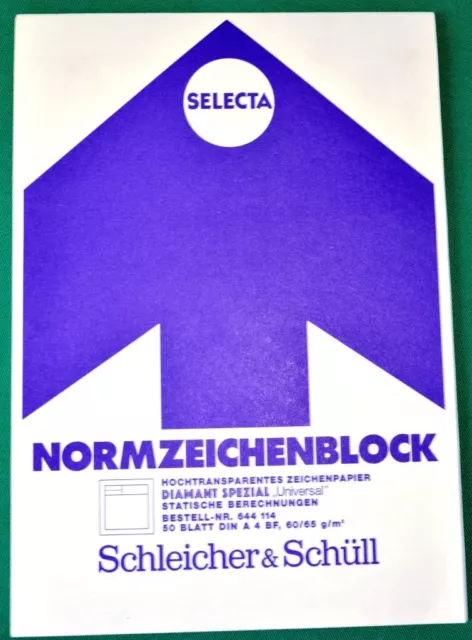 SELECTA
NORMZEICHENBLOCK
HOCHTRANSPARENTES ZEICHENPAPIER
DIAMANT SPEZIAL „Universal"
STATISCHE BERECHNUNGEN
BESTELL-NR. 644 114
50 BLATT DIN A 4 BF, 60/65 g/m²
Schleicher & Schüll